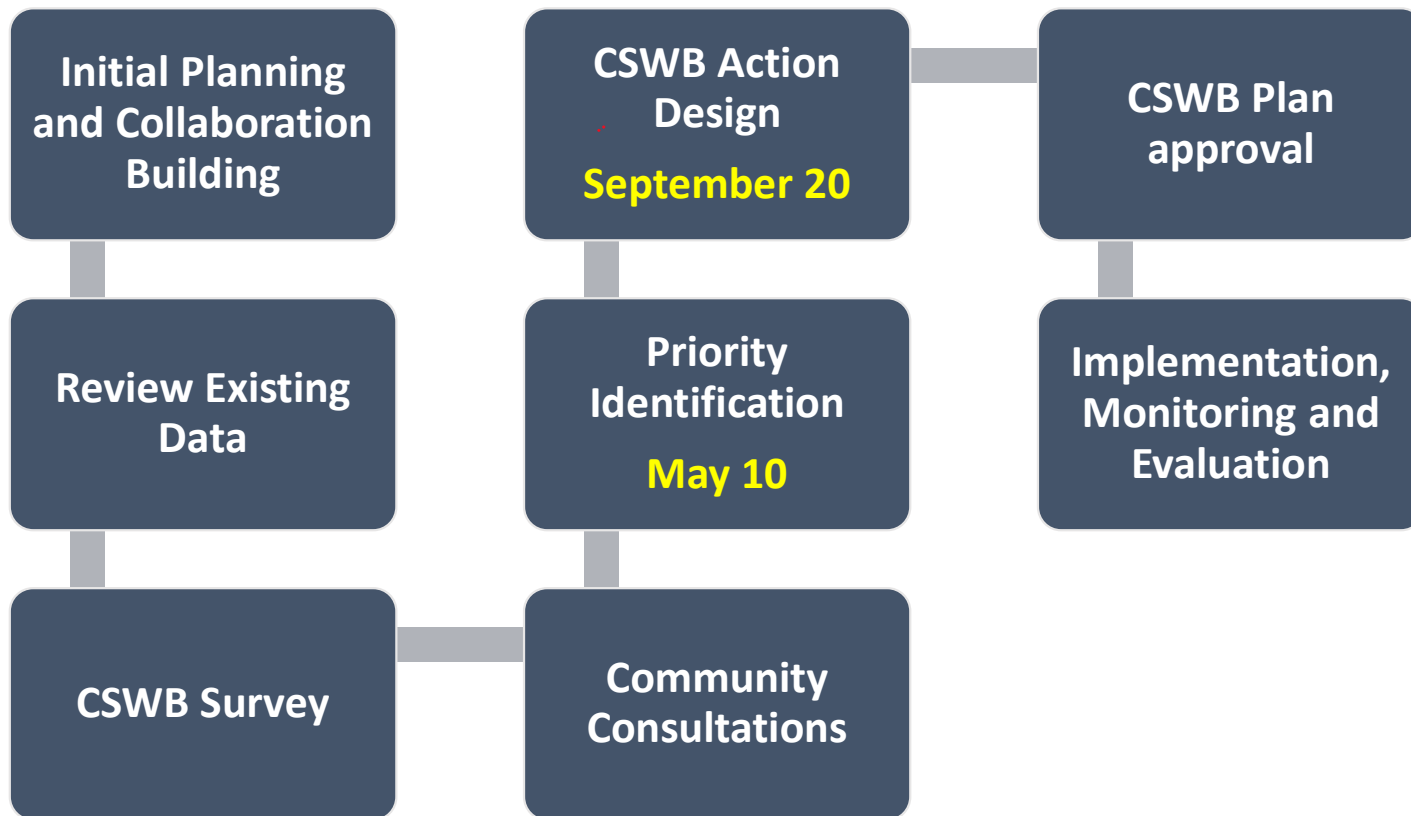 Initial Planning
and Collaboration
Building
Review Existing
Data
CSWB Survey
Community
Consultations
Priority
Identification
May 10
CSWB Action
Design
September 20
CSWB Plan
approval
Implementation,
Monitoring and
Evaluation